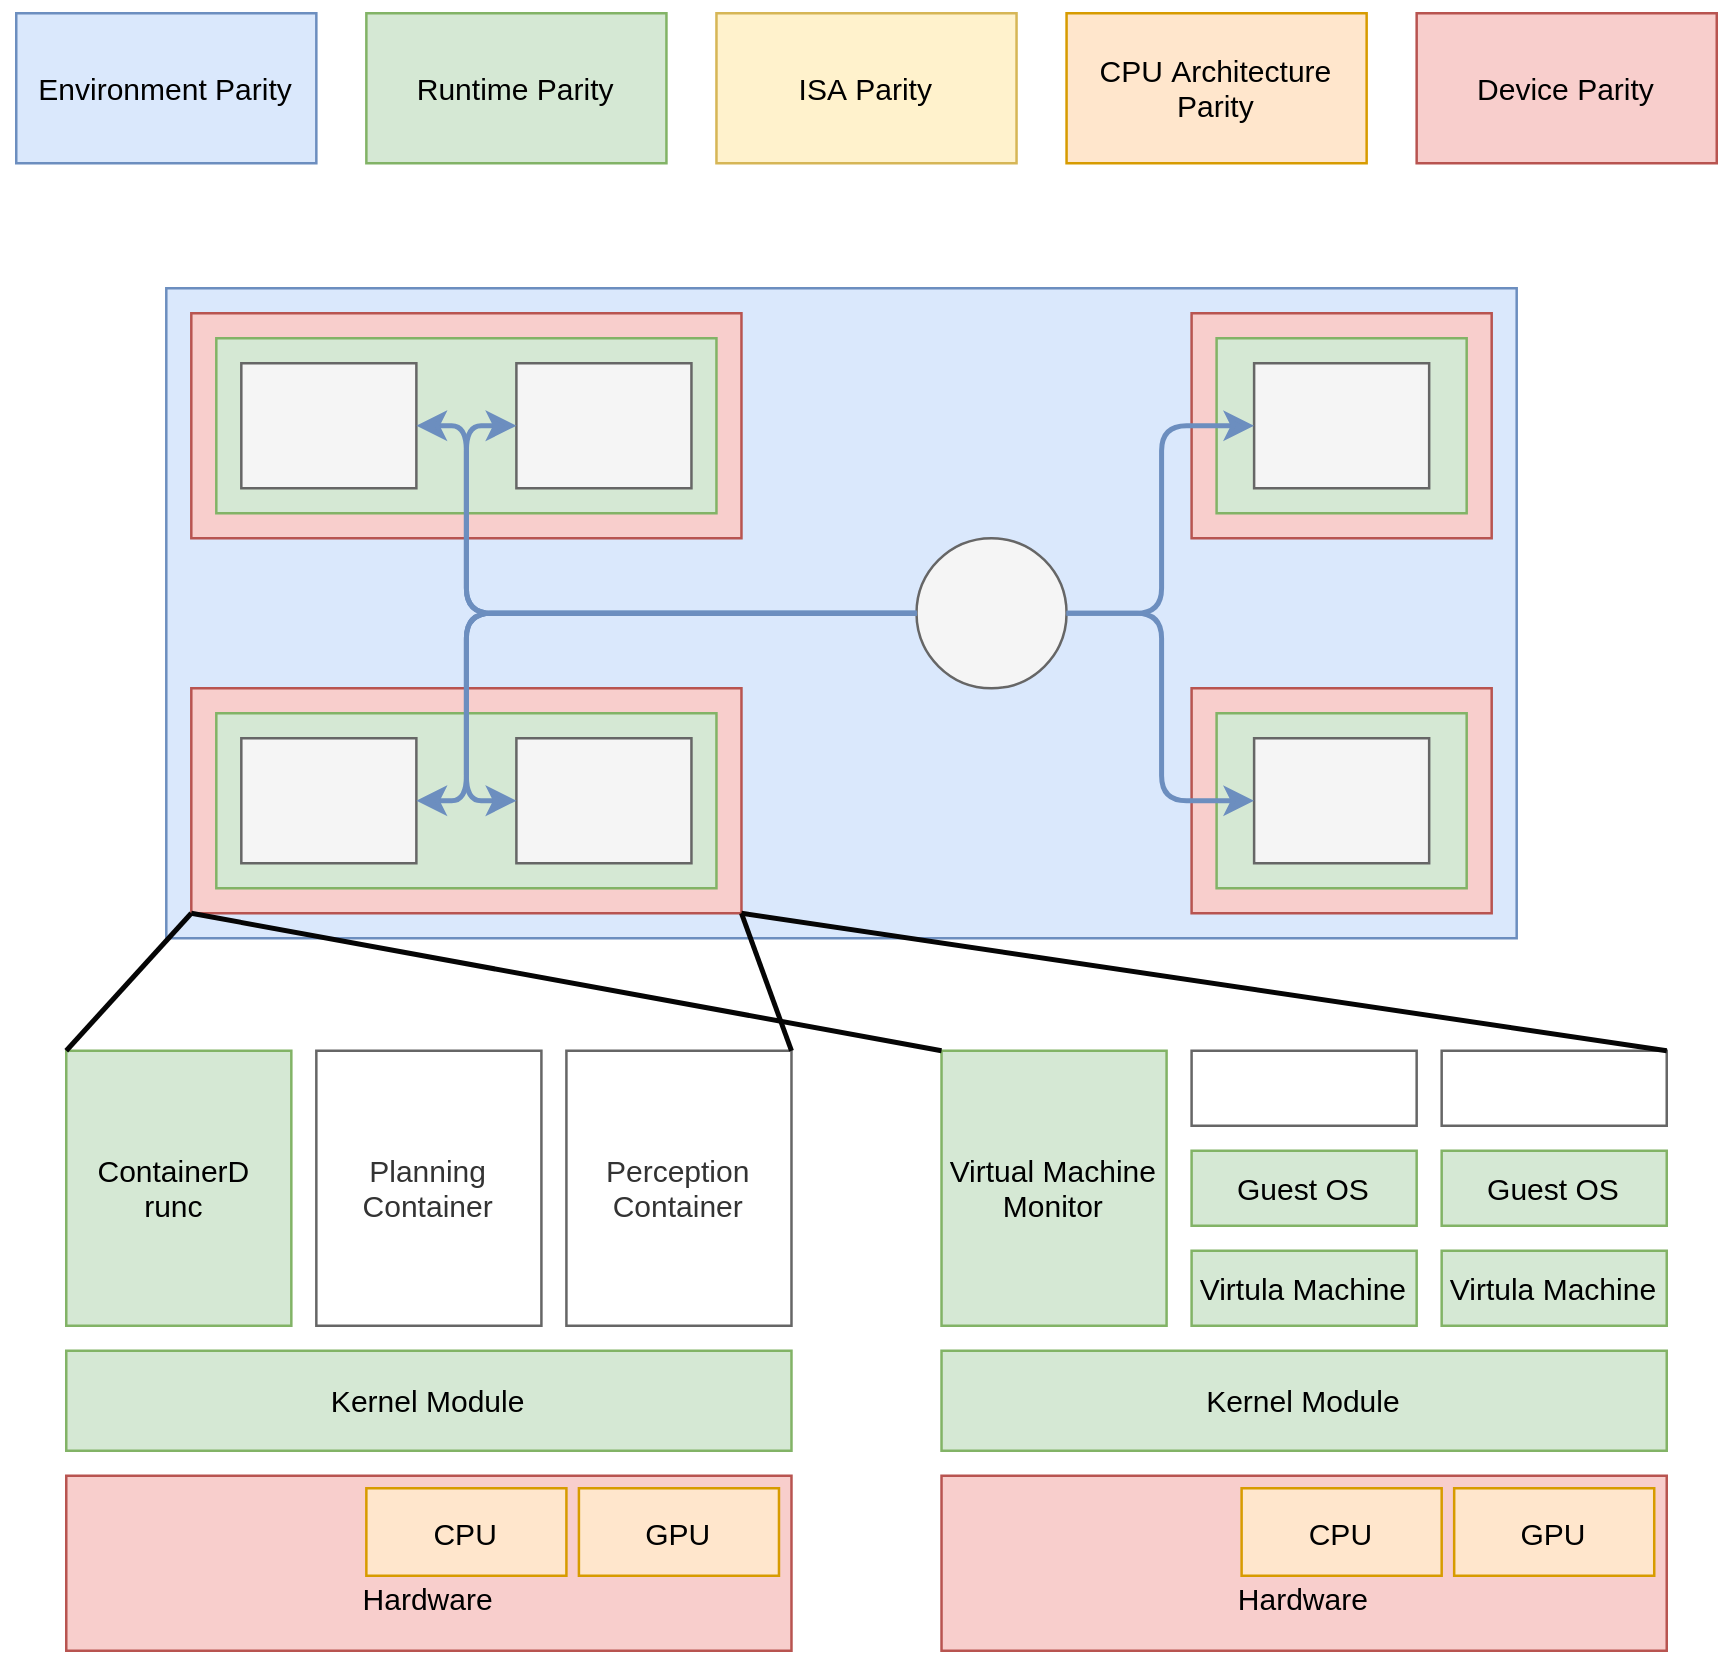 Environment Parity
Runtime Parity
ISA Parity
CPU Architecture
Parity
Device Parity
ContainerD
runc
Planning
Container
Perception
Container
Virtual Machine
Monitor
Guest OS
Guest OS
Virtula Machine
Virtula Machine
Kernel Module
Kernel Module
CPU
GPU
Hardware
CPU
GPU
Hardware